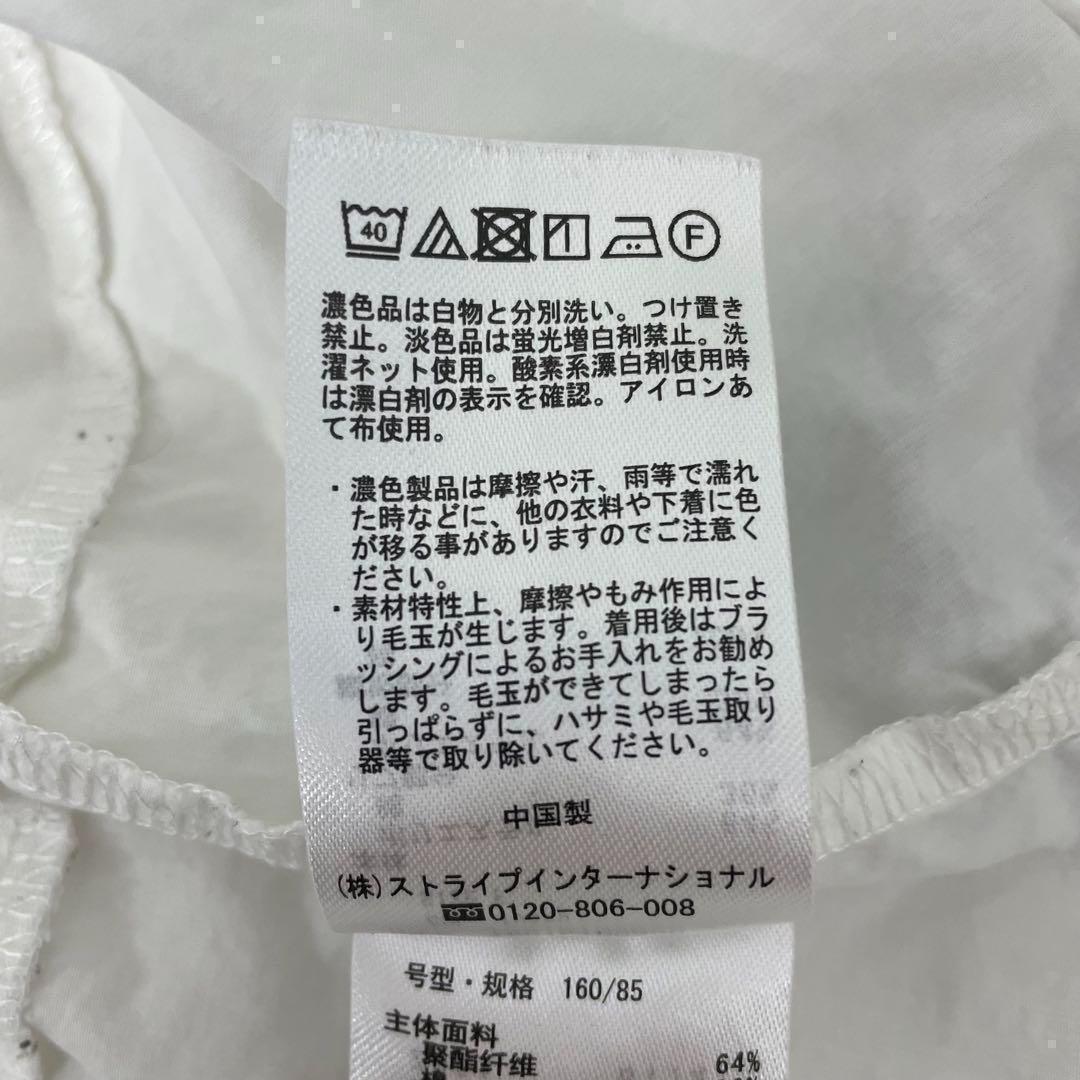 40 F
濃色品は白物と分別洗い。つけ置き
禁止。淡色品は蛍光増白剤禁止。洗
濯ネット使用。酸素系漂白剤使用時
は漂白剤の表示を確認。アイロンあ
て布使用。
・濃色製品は摩擦や汗、雨等で濡れ
た時などに、他の衣料や下着に色
が移る事がありますのでご注意く
ださい。
・素材特性上、摩擦やもみ作用によ
り毛玉が生じます。着用後はブラ
ッシングによるお手入れをお勧め
します。毛玉ができてしまったら
引っぱらずに、ハサミや毛玉取り
器等で取り除いてください。
中国製
(株)ストライプインターナショナル
0120-806-008
号型・规格 160/85
主体面料
聚酯纤维 64%